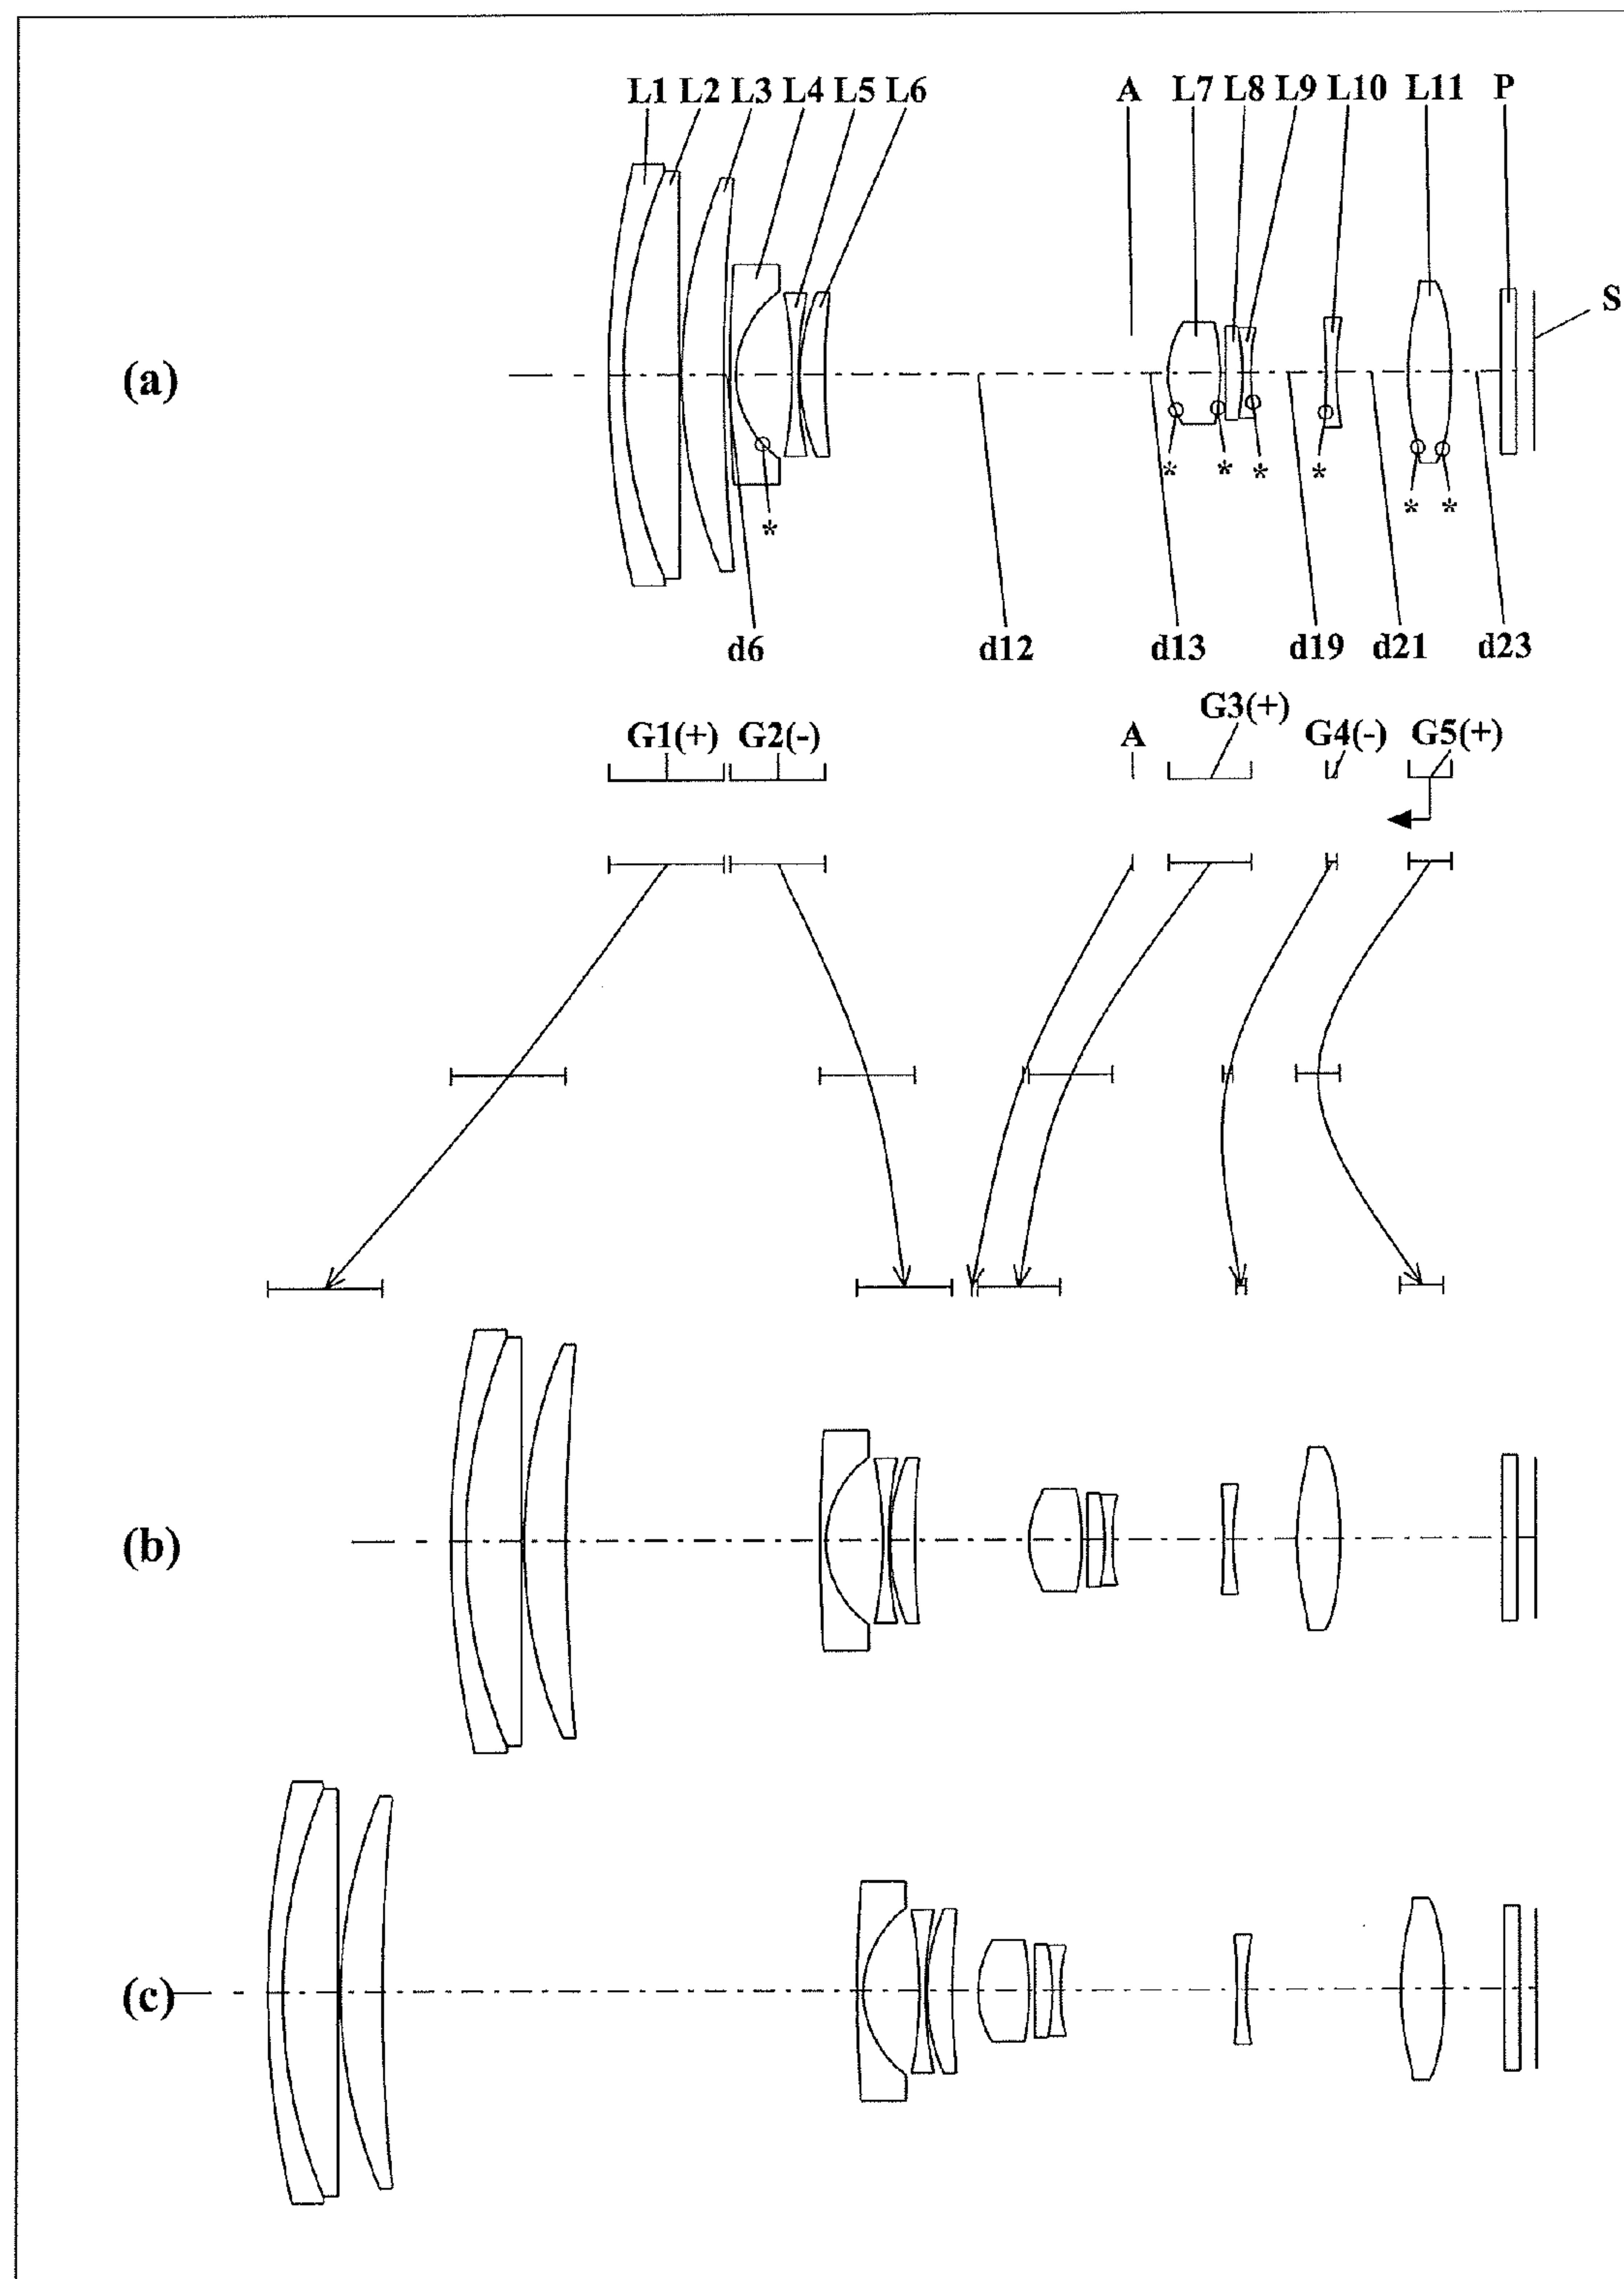 L1 L2 L3 L4 L5 L6 A L7 L8 L9 L10 L11 P
S
(a)
* * * *
* * *
d6 d12 d13 d19 d21 d23
G1(+) G2(-) A G3(+) G4(-) G5(+)
(b)
(c)